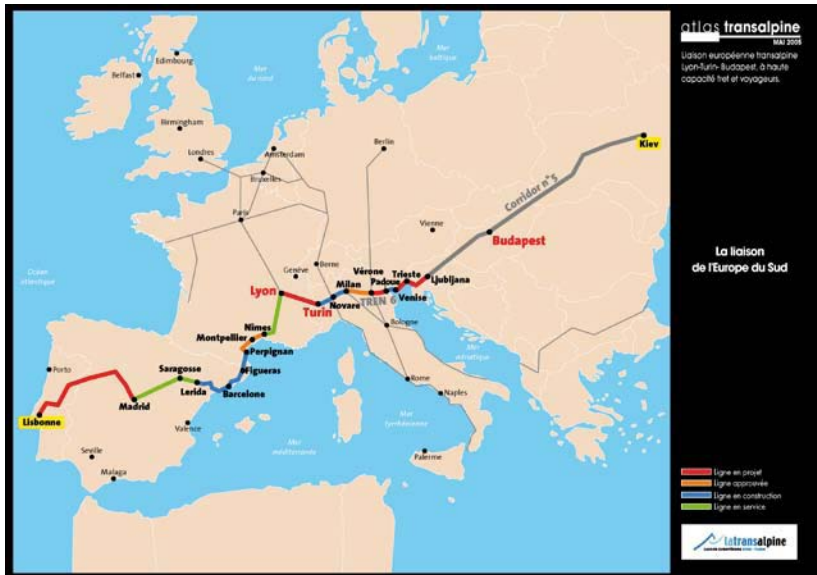 atlas transalpine
MAI 2005
Liaison européenne transalpine
Lyon-Turin- Budapest, à haute
capacité fret et voyageurs.
La liaison
de l'Europe du Sud
Edimbourg
Belfast
Mer
du nord
Mer
baltique
Birmingham
Londres
Amsterdam
Berlin
Bruxelles
Kiev
Paris
Corridor n°5
Vienne
Budapest
Océan
atlantique
Berne
Genève
Lyon
Turin
Novare
Milan
Vérone
Padoue
Trieste
Venise
Ljubijana
TREN 6
Bologne
Nimes
Montpellier
Perpignan
Figueras
Saragosse
Lerida
Barcelone
Porto
Madrid
Lisbonne
Valence
Seville
Malaga
Mer
adriatique
Rome
Naples
Mer
tyrrhénienne
Mer
méditerranée
Palerme
Ligne en projet
Ligne approuvée
Ligne en construction
Ligne en service
latransalpine